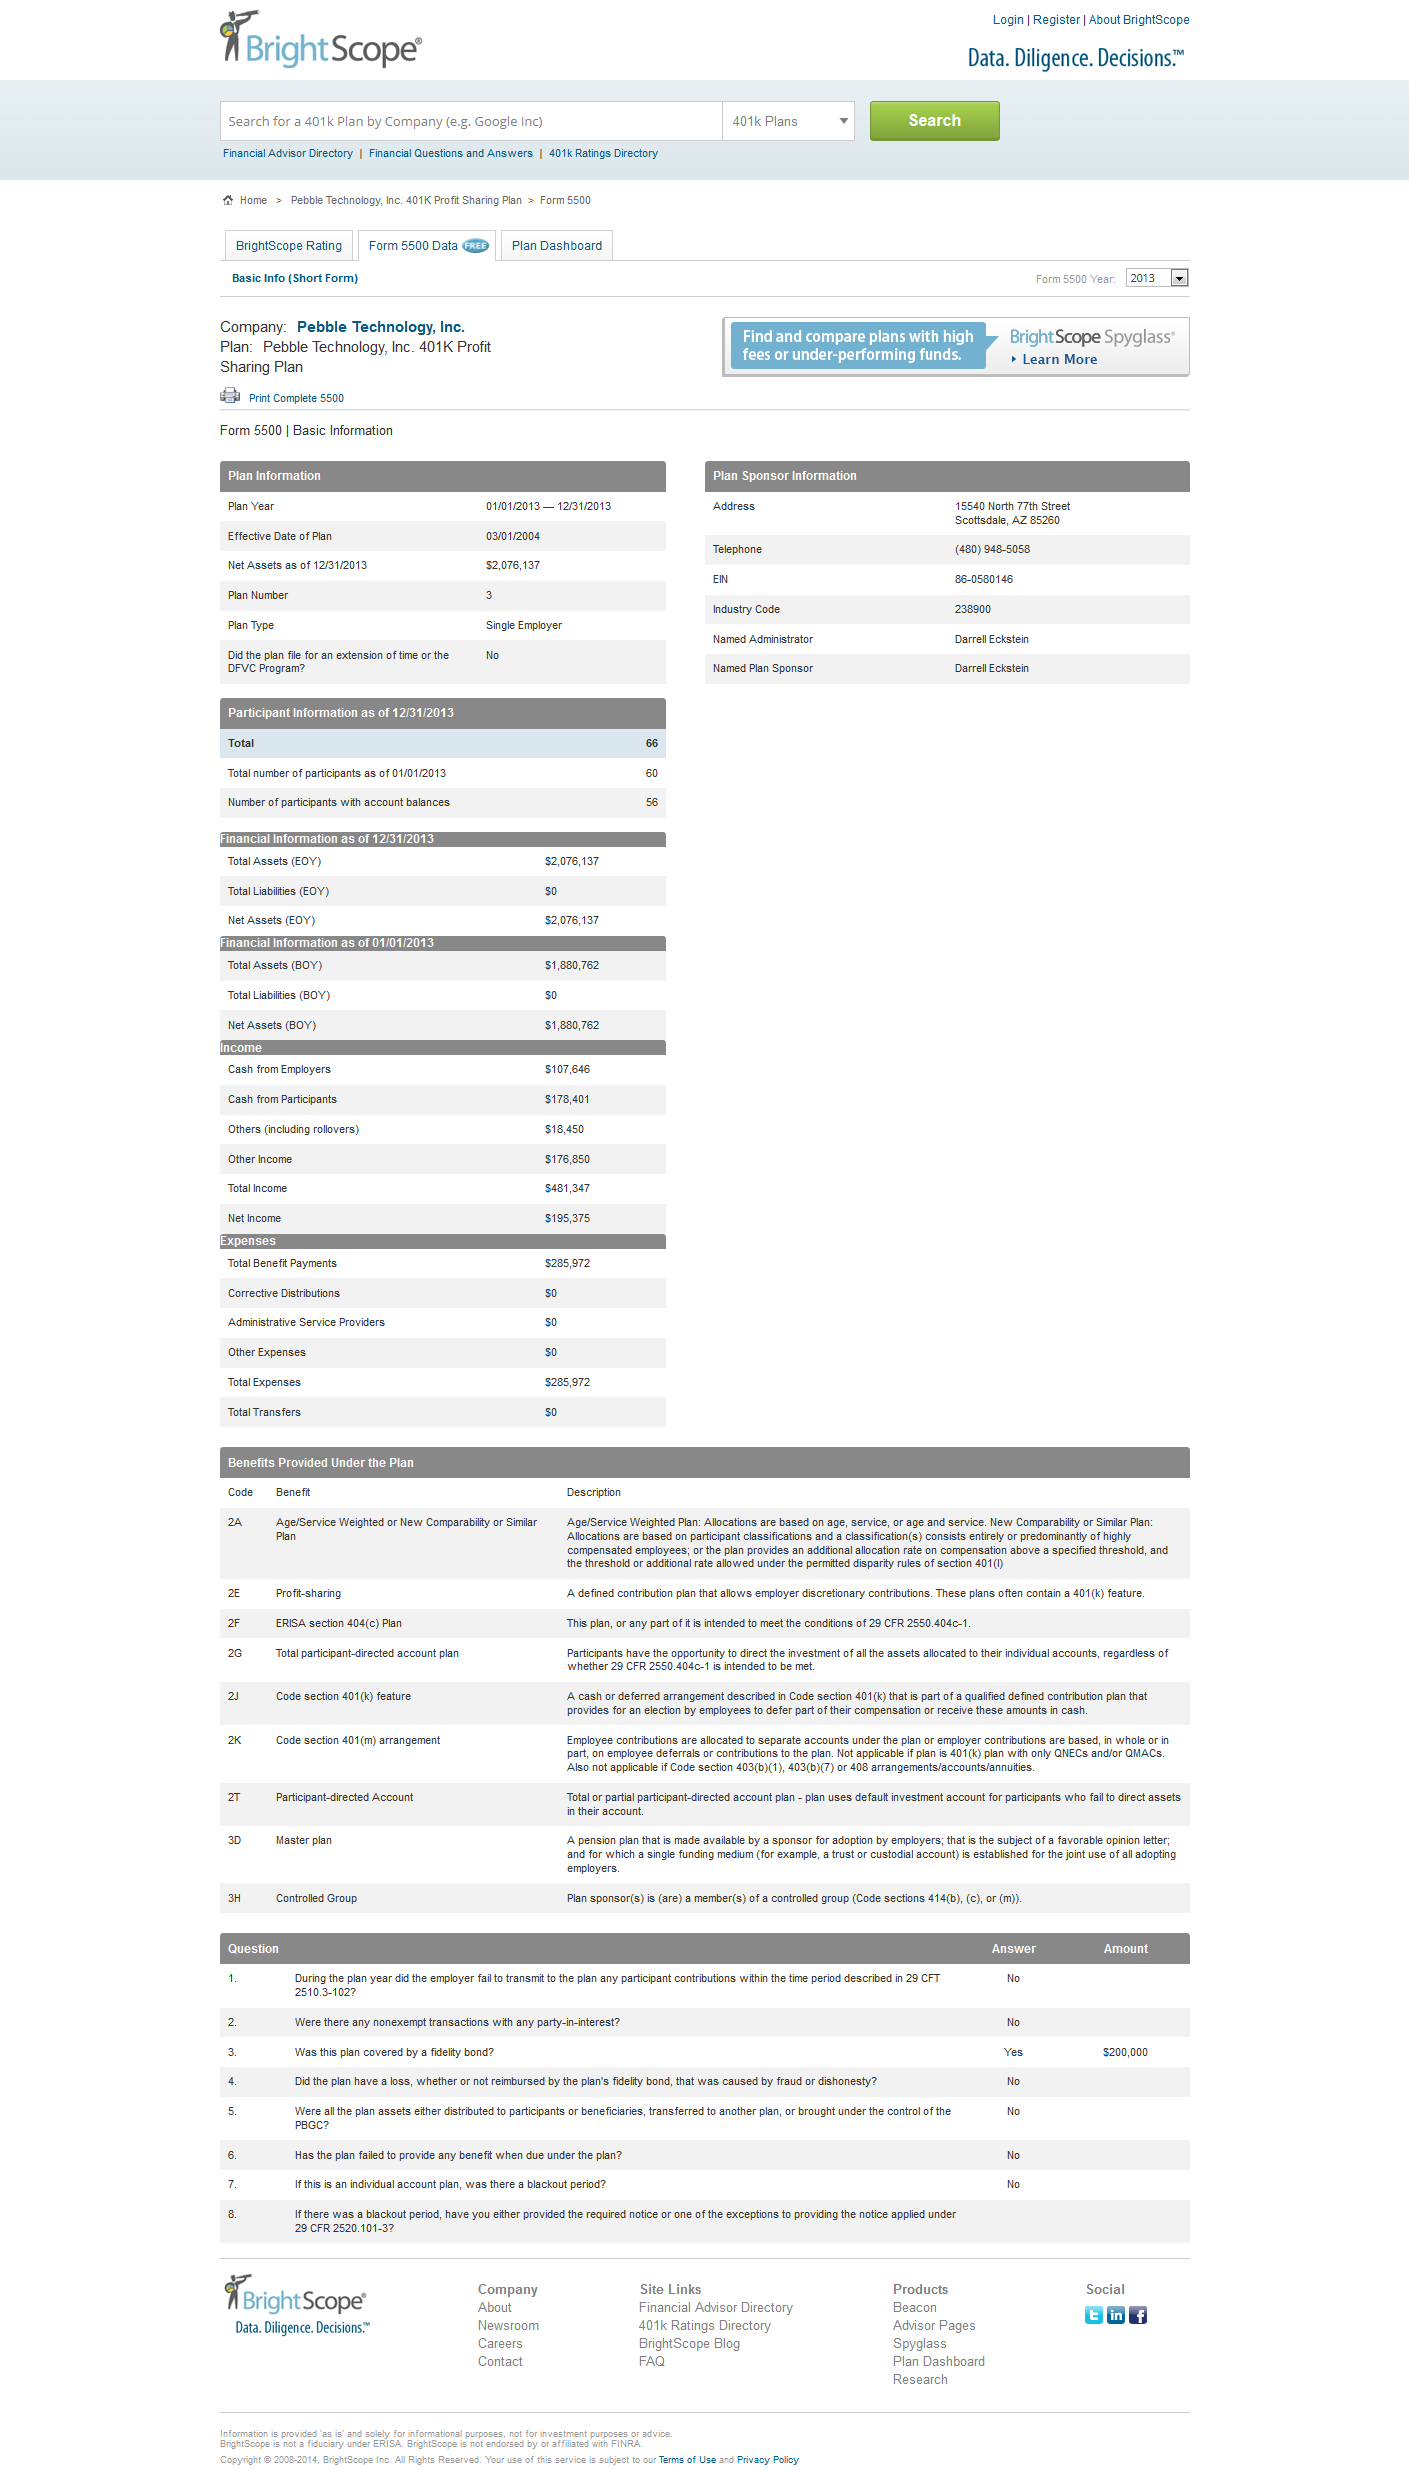 BrightScope®
Login | Register | About BrightScope
Data. Diligence. Decisions.™
Search for a 401k Plan by Company (e.g. Google Inc)
401k Plans
Search
Financial Advisor Directory | Financial Questions and Answers | 401k Ratings Directory
Home > Pebble Technology, Inc. 401K Profit Sharing Plan > Form 5500
BrightScope Rating
Form 5500 Data FREE
Plan Dashboard
Basic Info (Short Form)
Form 5500 Year: 2013
Company: Pebble Technology, Inc.
Plan: Pebble Technology, Inc. 401K Profit
Sharing Plan
Find and compare plans with high
fees or under-performing funds.
BrightScope Spyglass®
Learn More
Print Complete 5500
Form 5500 | Basic Information
Plan Information
Plan Year 01/01/2013 — 12/31/2013
Effective Date of Plan 03/01/2004
Net Assets as of 12/31/2013 $2,076,137
Plan Number 3
Plan Type Single Employer
Did the plan file for an extension of time or the No
DFVC Program?
Plan Sponsor Information
Address 15540 North 77th Street
Scottsdale, AZ 85260
Telephone (480) 948-5058
EIN 86-0580146
Industry Code 238900
Named Administrator Darrell Eckstein
Named Plan Sponsor Darrell Eckstein
Participant Information as of 12/31/2013
Total 66
Total number of participants as of 01/01/2013 60
Number of participants with account balances 56
Financial Information as of 12/31/2013
Total Assets (EOY) $2,076,137
Total Liabilities (EOY) $0
Net Assets (EOY) $2,076,137
Financial Information as of 01/01/2013
Total Assets (BOY) $1,880,762
Total Liabilities (BOY) $0
Net Assets (BOY) $1,880,762
Income
Cash from Employers $107,646
Cash from Participants $178,401
Others (including rollovers) $18,450
Other Income $176,850
Total Income $481,347
Net Income $195,375
Expenses
Total Benefit Payments $285,972
Corrective Distributions $0
Administrative Service Providers $0
Other Expenses $0
Total Expenses $285,972
Total Transfers $0
Benefits Provided Under the Plan
Code Benefit Description
2A Age/Service Weighted or New Comparability or Similar Age/Service Weighted Plan: Allocations are based on age, service, or age and service. New Comparability or Similar Plan:
Plan Allocations are based on participant classifications and a classification(s) consists entirely or predominantly of highly
compensated employees; or the plan provides an additional allocation rate on compensation above a specified threshold, and
the threshold or additional rate allowed under the permitted disparity rules of section 401(l)
2E Profit-sharing A defined contribution plan that allows employer discretionary contributions. These plans often contain a 401(k) feature.
2F ERISA section 404(c) Plan This plan, or any part of it is intended to meet the conditions of 29 CFR 2550.404c-1.
2G Total participant-directed account plan Participants have the opportunity to direct the investment of all the assets allocated to their individual accounts, regardless of
whether 29 CFR 2550.404c-1 is intended to be met.
2J Code section 401(k) feature A cash or deferred arrangement described in Code section 401(k) that is part of a qualified defined contribution plan that
provides for an election by employees to defer part of their compensation or receive these amounts in cash.
2K Code section 401(m) arrangement Employee contributions are allocated to separate accounts under the plan or employer contributions are based, in whole or in
part, on employee deferrals or contributions to the plan. Not applicable if plan is 401(k) plan with only QNECs and/or QMACs.
Also not applicable if Code section 403(b)(1), 403(b)(7) or 408 arrangements/accounts/annuities.
2T Participant-directed Account Total or partial participant-directed account plan - plan uses default investment account for participants who fail to direct assets
in their account.
3D Master plan A pension plan that is made available by a sponsor for adoption by employers; that is the subject of a favorable opinion letter;
and for which a single funding medium (for example, a trust or custodial account) is established for the joint use of all adopting
employers.
3H Controlled Group Plan sponsor(s) is (are) a member(s) of a controlled group (Code sections 414(b), (c), or (m)).
Question Answer Amount
1. During the plan year did the employer fail to transmit to the plan any participant contributions within the time period described in 29 CFT No
2510.3-102?
2. Were there any nonexempt transactions with any party-in-interest? No
3. Was this plan covered by a fidelity bond? Yes $200,000
4. Did the plan have a loss, whether or not reimbursed by the plan's fidelity bond, that was caused by fraud or dishonesty? No
5. Were all the plan assets either distributed to participants or beneficiaries, transferred to another plan, or brought under the control of the No
PBGC?
6. Has the plan failed to provide any benefit when due under the plan? No
7. If this is an individual account plan, was there a blackout period? No
8. If there was a blackout period, have you either provided the required notice or one of the exceptions to providing the notice applied under
29 CFR 2520.101-3?
BrightScope®
Data. Diligence. Decisions.™
Company
About
Newsroom
Careers
Contact
Site Links
Financial Advisor Directory
401k Ratings Directory
BrightScope Blog
FAQ
Products
Beacon
Advisor Pages
Spyglass
Plan Dashboard
Research
Social
Information is provided 'as is' and solely for informational purposes, not for investment purposes or advice.
BrightScope is not a fiduciary under ERISA. BrightScope is not endorsed by or affiliated with FINRA.
Copyright © 2008-2014, BrightScope Inc. All Rights Reserved. Your use of this service is subject to our Terms of Use and Privacy Policy